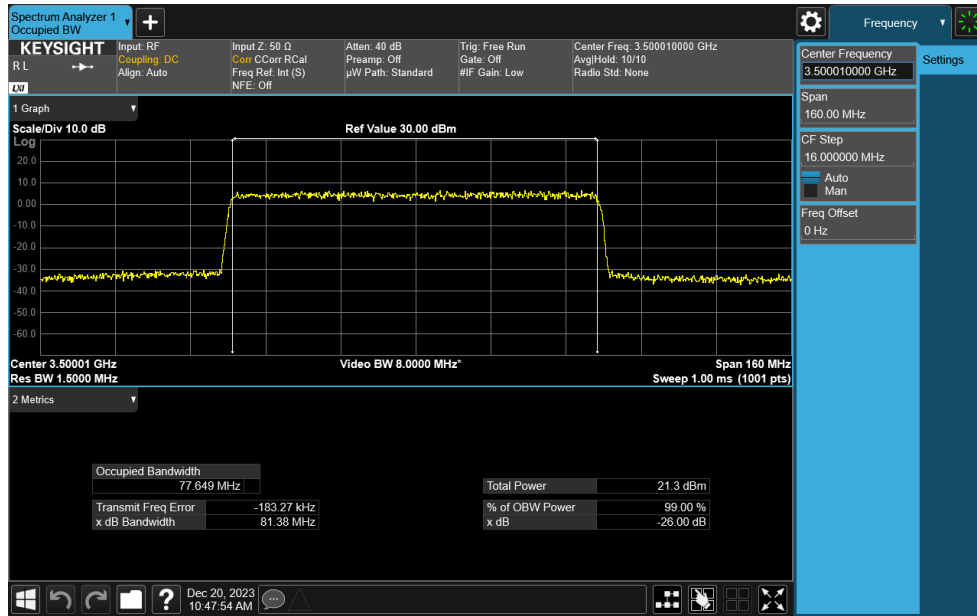 Spectrum Analyzer 1
Occupied BW
Frequency
KEYSIGHT
R L
LXI
Input: RF
Coupling: DC
Align: Auto
Input Z: 50 Ω
Corr CCorr RCal
Freq Ref: Int (S)
NFE: Off
Atten: 40 dB
Preamp: Off
µW Path: Standard
Trig: Free Run
Gate: Off
#IF Gain: Low
Center Freq: 3.500010000 GHz
Avg|Hold: 10/10
Radio Std: None
Center Frequency
3.500010000 GHz
Settings
Span
160.00 MHz
CF Step
16.000000 MHz
Auto
Man
Freq Offset
0 Hz
1 Graph
Scale/Div 10.0 dB
Ref Value 30.00 dBm
Log
20.0
10.0
0.00
-10.0
-20.0
-30.0
-40.0
-50.0
-60.0
Center 3.50001 GHz
Video BW 8.0000 MHz*
Span 160 MHz
Res BW 1.5000 MHz
Sweep 1.00 ms (1001 pts)
2 Metrics
Occupied Bandwidth
77.649 MHz
Total Power 21.3 dBm
Transmit Freq Error -183.27 kHz
% of OBW Power 99.00 %
x dB Bandwidth 81.38 MHz
x dB -26.00 dB
?
Dec 20, 2023
10:47:54 AM